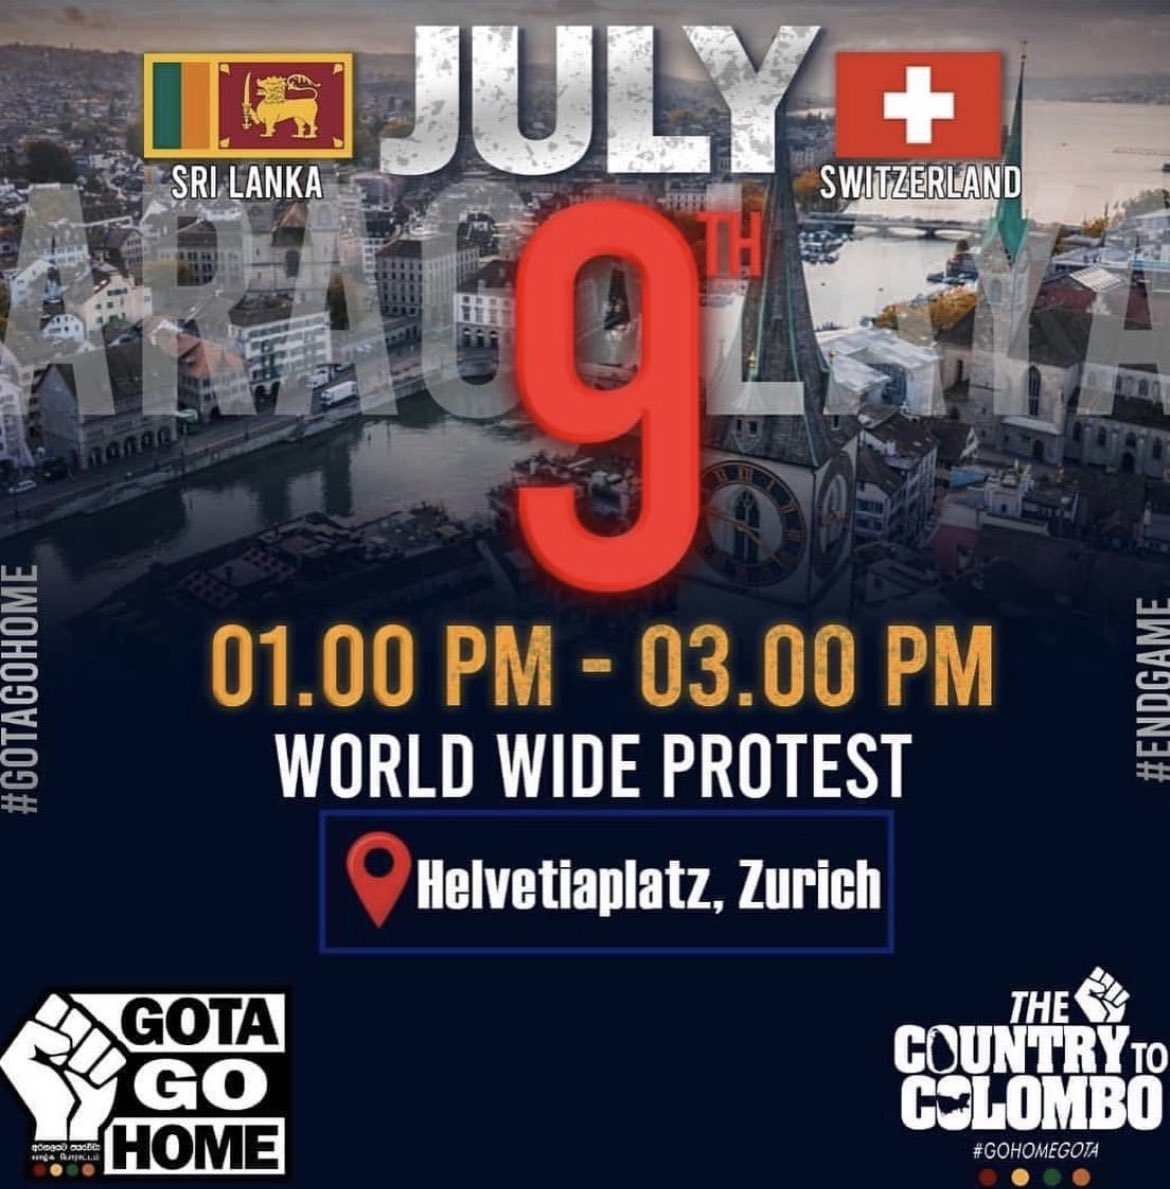 JULY
SRI LANKA
SWITZERLAND
ARAGALAYA
9TH
#GOTAGOHOME
#ENDGAME
01.00 PM - 03.00 PM
WORLD WIDE PROTEST
Helvetiaplatz, Zurich
GOTA
GO
HOME
අරගලයට
THE
COUNTRY TO
COLOMBO
#GOHOMEGOTA